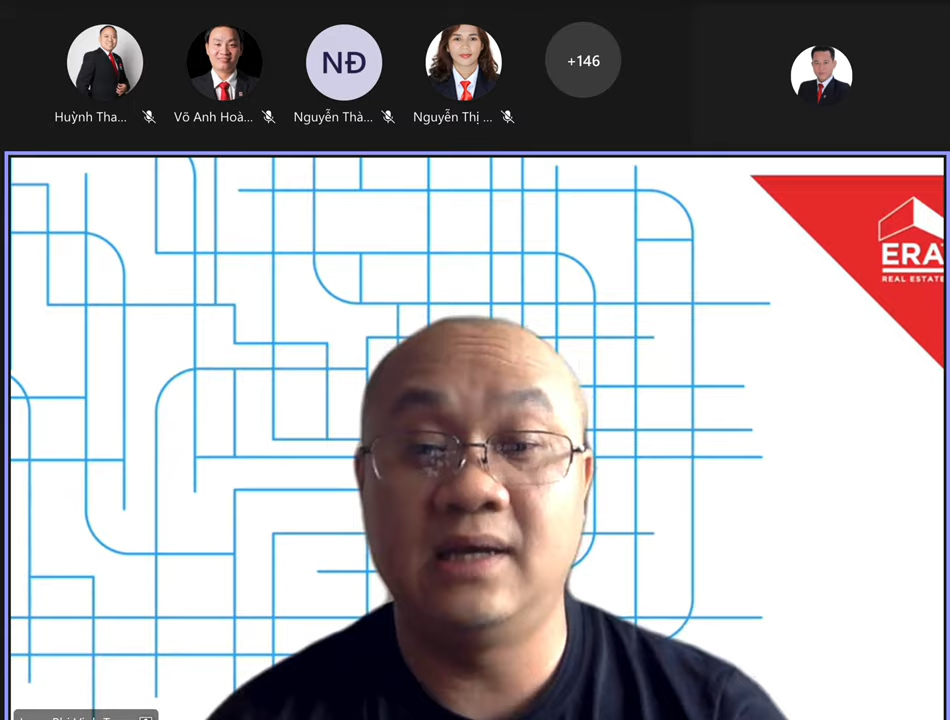 NĐ
+146
Huỳnh Tha...
Võ Anh Hoà...
Nguyễn Thà...
Nguyễn Thị ...
ERA
REAL ESTATE